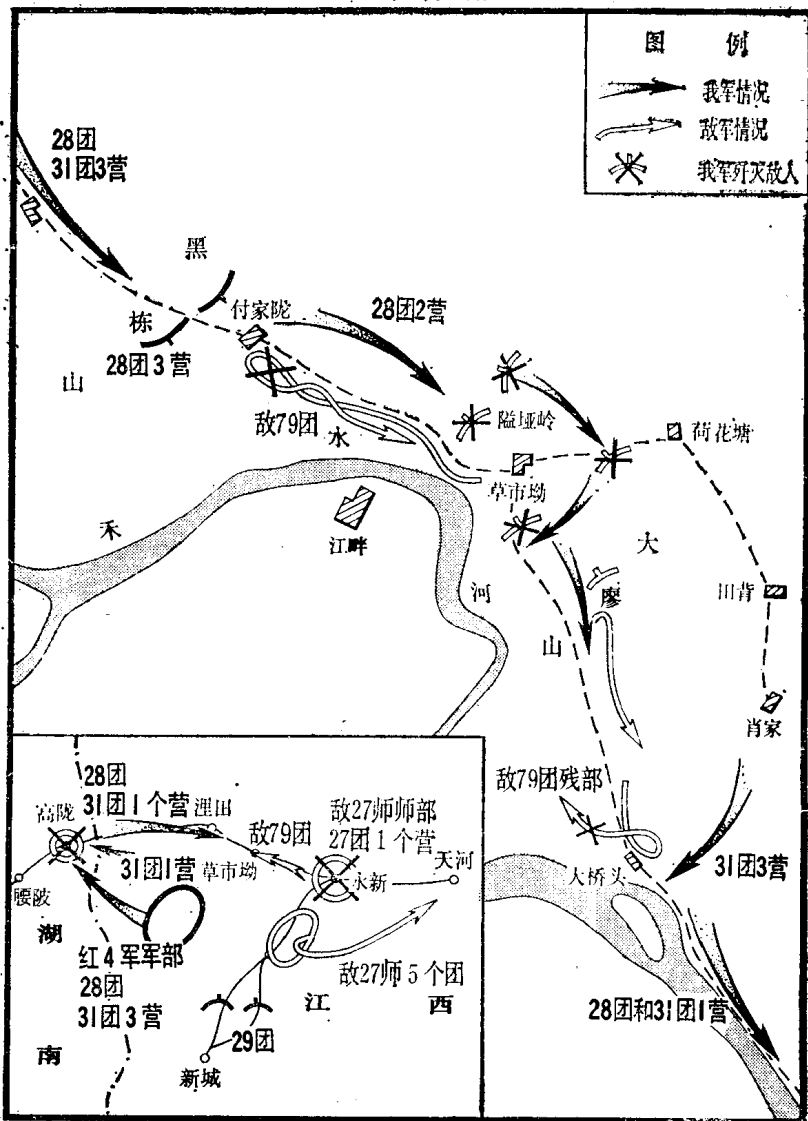 图 例
我军情况
敌军情况
我军歼灭敌人
28团
31团3营
黑
栋
山
付家陇
28团3营
28团2营
敌79团
水
隘垭岭
荷花塘
草市坳
江畔
禾
河
大
廖
山
田背
肖家
敌79团残部
大桥头
31团3营
28团和31团1营
28团
31团1个营
高陇
浬田
敌79团
敌27师师部
27团1个营
31团1营
草市坳
永新
天河
腰陂
湖
南
红4军军部
28团
31团3营
敌27师5个团
江 西
29团
新城